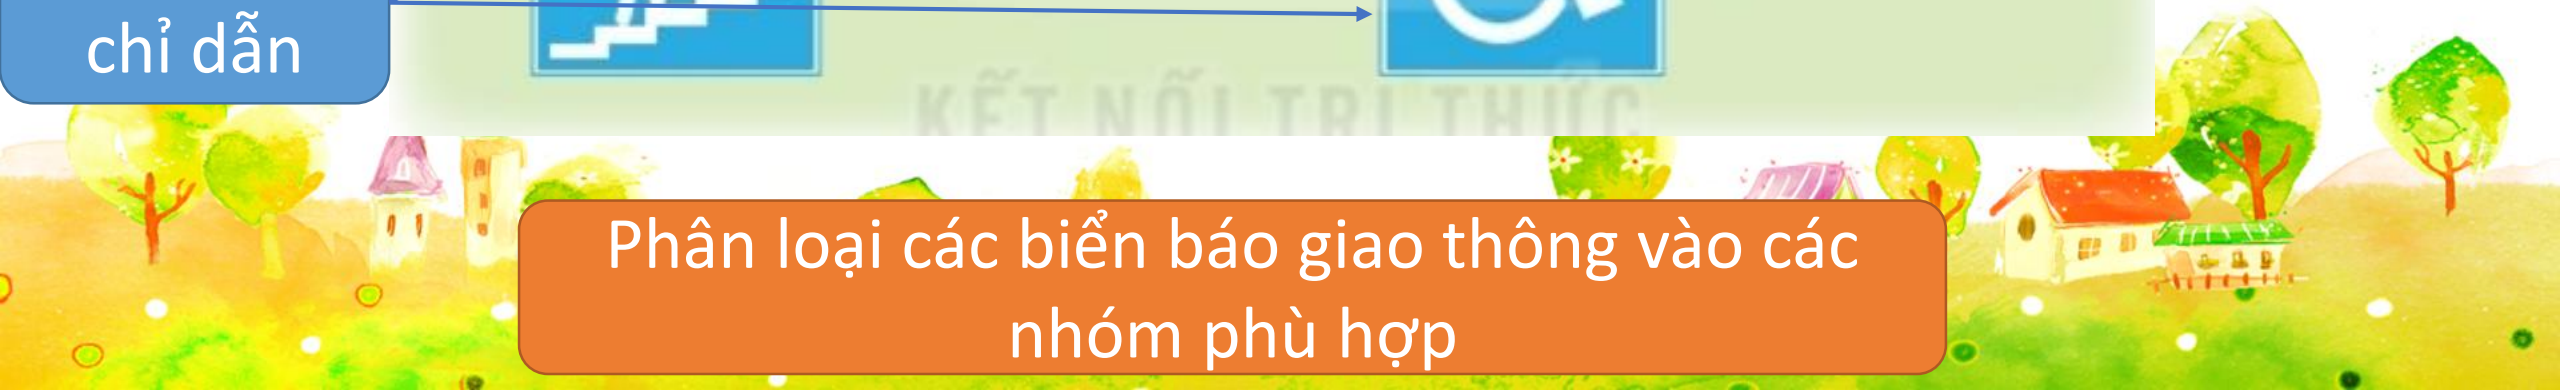 chỉ dẫn
KẾT NỐI TRI THỨC
Phân loại các biển báo giao thông vào các
nhóm phù hợp